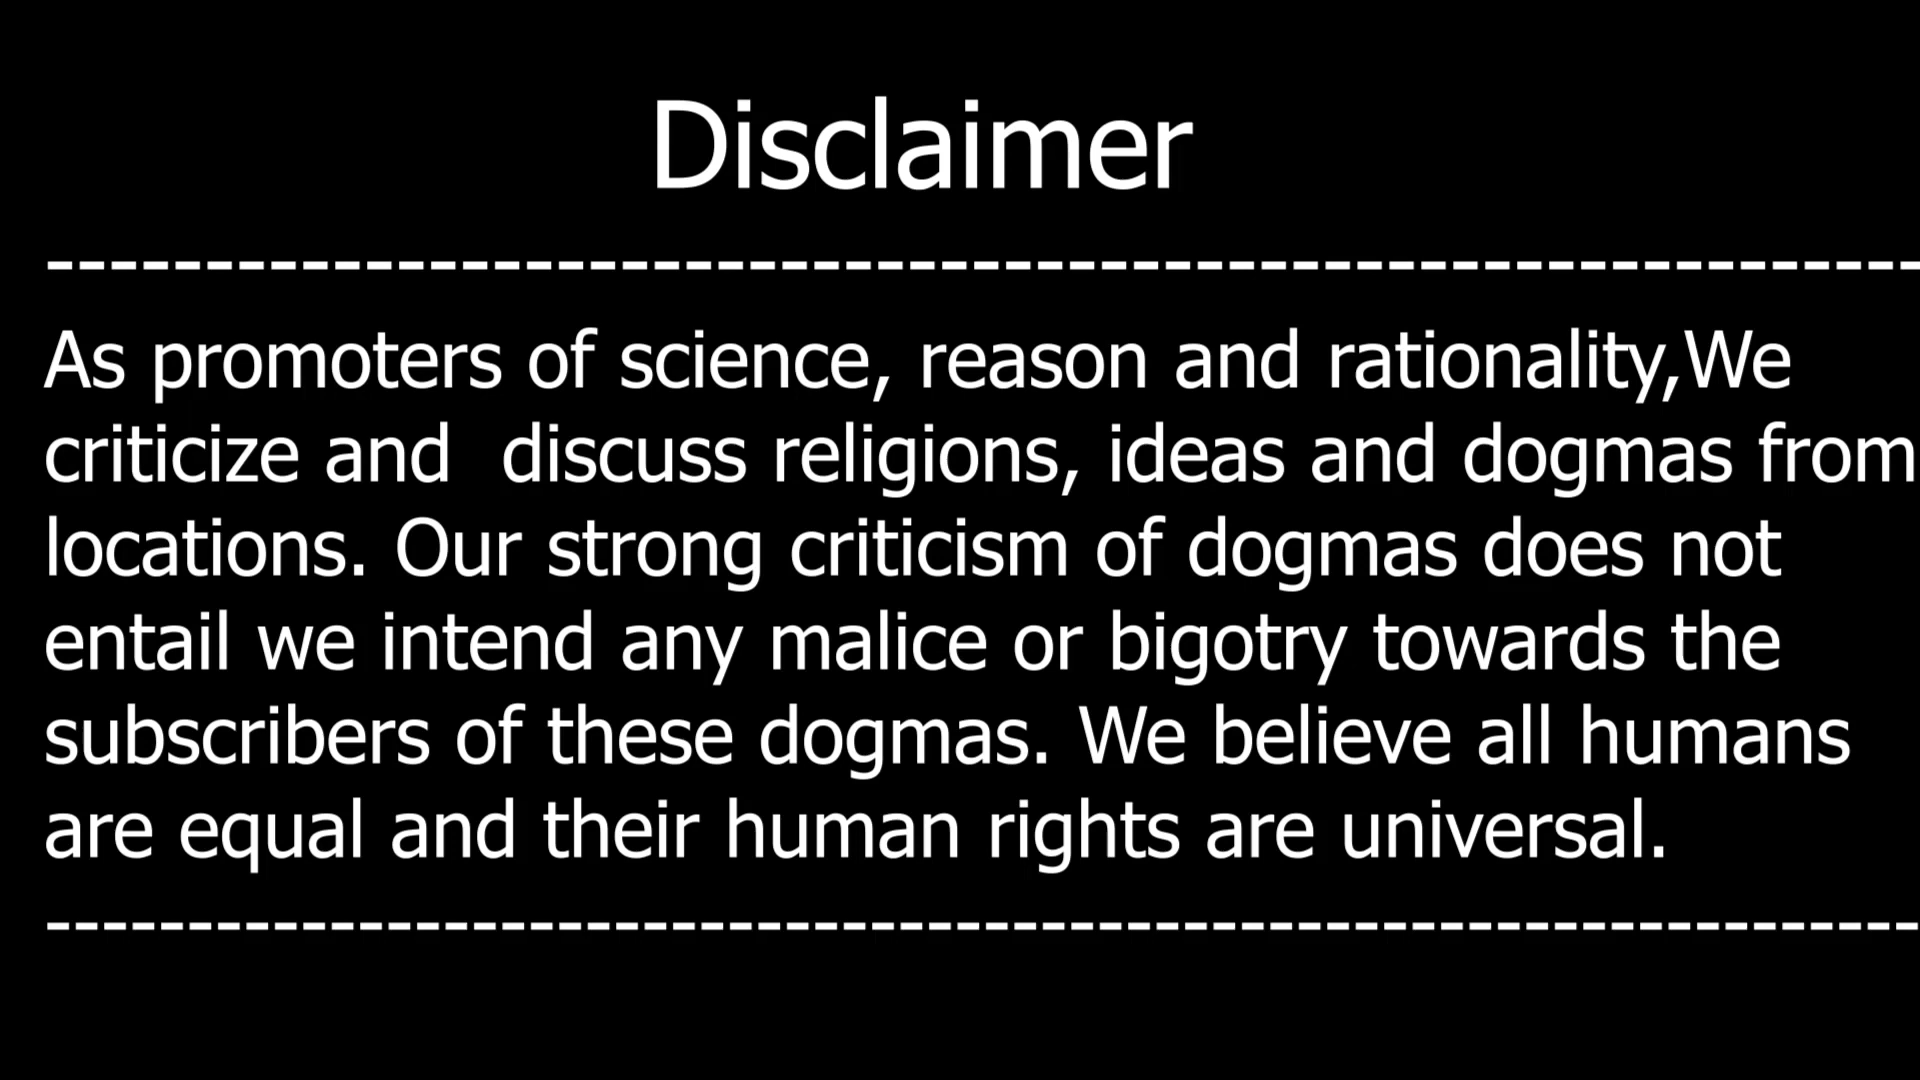 Disclaimer
------------------------------------------------------------
As promoters of science, reason and rationality,We
criticize and  discuss religions, ideas and dogmas from
locations. Our strong criticism of dogmas does not
entail we intend any malice or bigotry towards the
subscribers of these dogmas. We believe all humans
are equal and their human rights are universal.
------------------------------------------------------------------